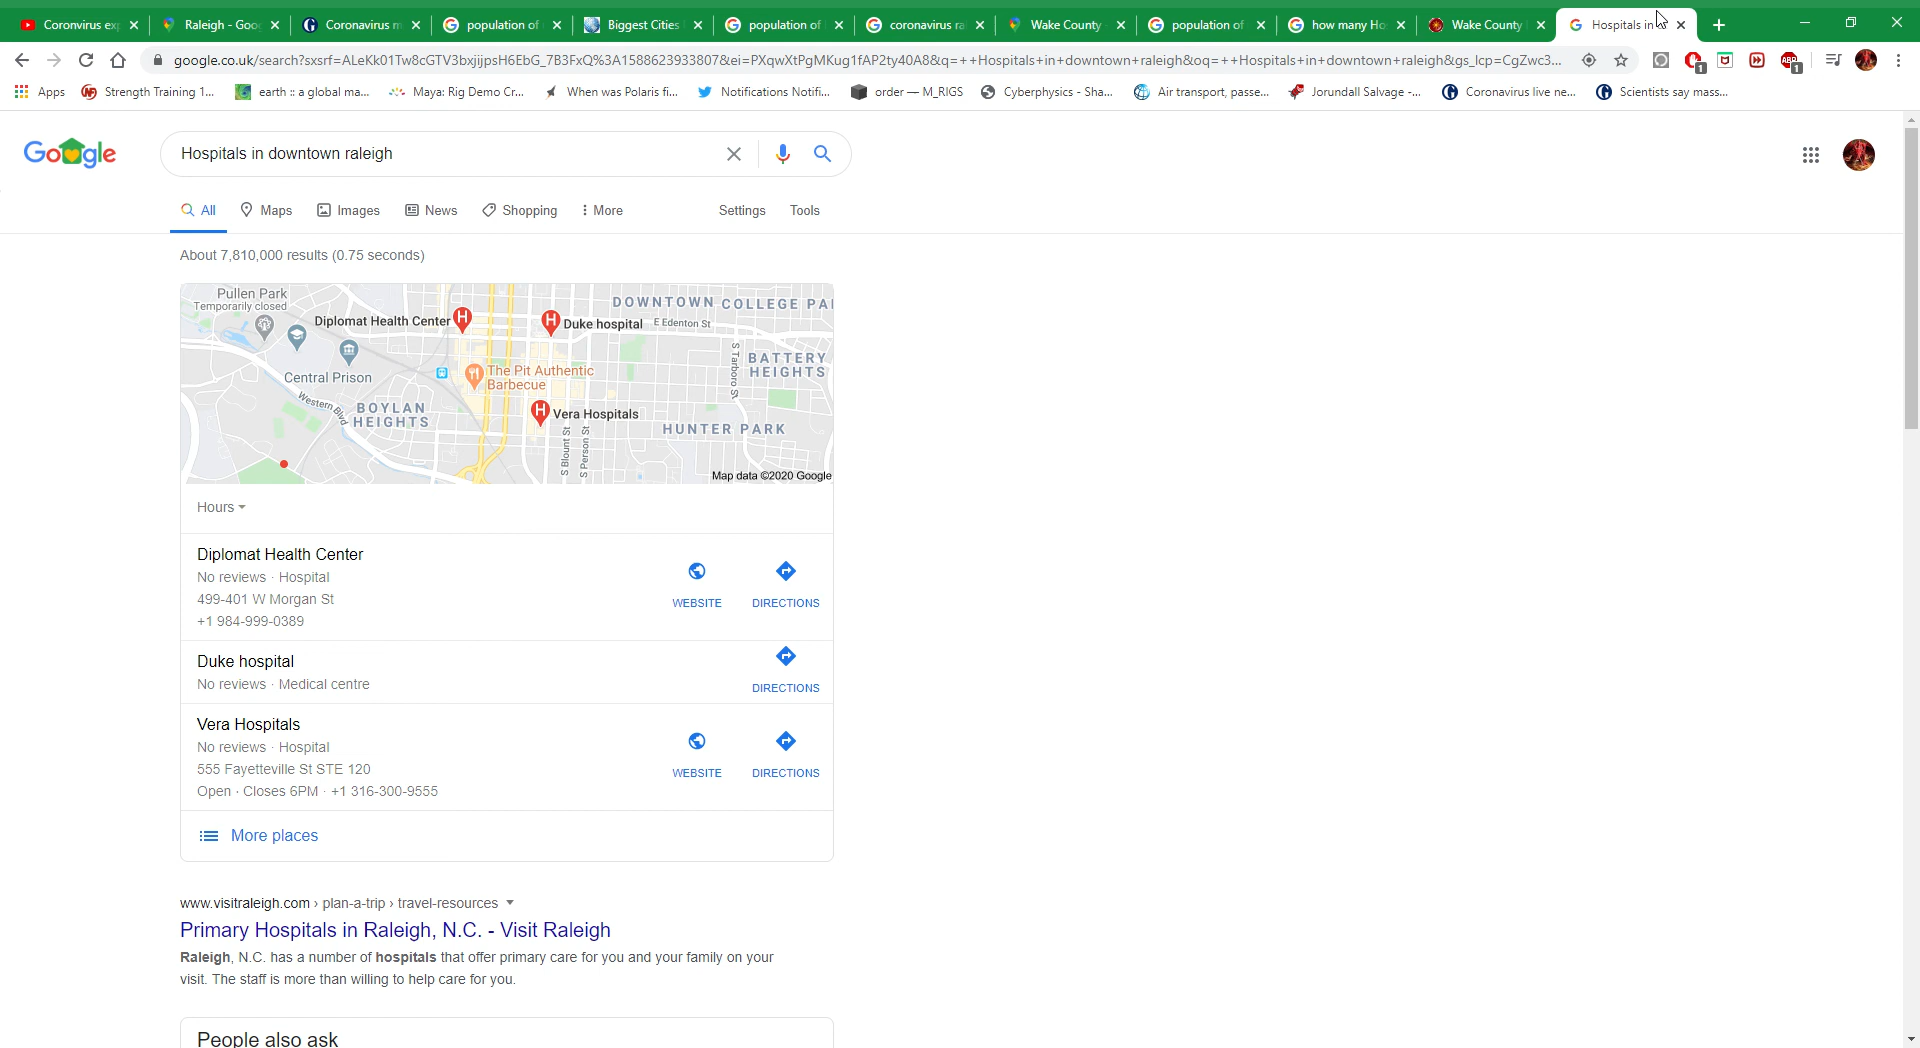 Coronvirus ex
Raleigh - Goo
Coronavirus m
population of
Biggest Cities
population of
coronavirus ra
Wake County
population of
how many Ho
Wake County
Hospitals in
google.co.uk/search?sxsrf=ALeKk01Tw8cGTV3bxijjpsH6EbG_7B3FxQ%3A1588623933807&ei=PXqwXtPgMKug1fAP2ty40A8&q=++Hospitals+in+downtown+raleigh&oq=++Hospitals+in+downtown+raleigh&gs_lcp=CgZwc3...
1
ABP
1
Apps
Strength Training 1...
earth :: a global ma...
Maya: Rig Demo Cr...
When was Polaris fi...
Notifications Notifi...
order — M_RIGS
Cyberphysics - Sha...
Air transport, passe...
Jorundall Salvage -...
Coronavirus live ne...
Scientists say mass...
Google
Hospitals in downtown raleigh
All
Maps
Images
News
Shopping
More
Settings
Tools
About 7,810,000 results (0.75 seconds)
Pullen Park
Temporarily closed
DOWNTOWN
COLLEGE PA
Diplomat Health Center
H
H
Duke hospital
E Edenton St
Central Prison
The Pit Authentic
Barbecue
S Tarboro St
BATTERY
HEIGHTS
Western Blvd
BOYLAN
HEIGHTS
H
Vera Hospitals
S Blount St
S Person St
HUNTER PARK
Map data ©2020 Google
Hours
Diplomat Health Center
No reviews · Hospital
499-401 W Morgan St
+1 984-999-0389
WEBSITE
DIRECTIONS
Duke hospital
No reviews · Medical centre
DIRECTIONS
Vera Hospitals
No reviews · Hospital
555 Fayetteville St STE 120
Open · Closes 6PM · +1 316-300-9555
WEBSITE
DIRECTIONS
More places
www.visitraleigh.com › plan-a-trip › travel-resources
Primary Hospitals in Raleigh, N.C. - Visit Raleigh
Raleigh, N.C. has a number of hospitals that offer primary care for you and your family on your
visit. The staff is more than willing to help care for you.
People also ask